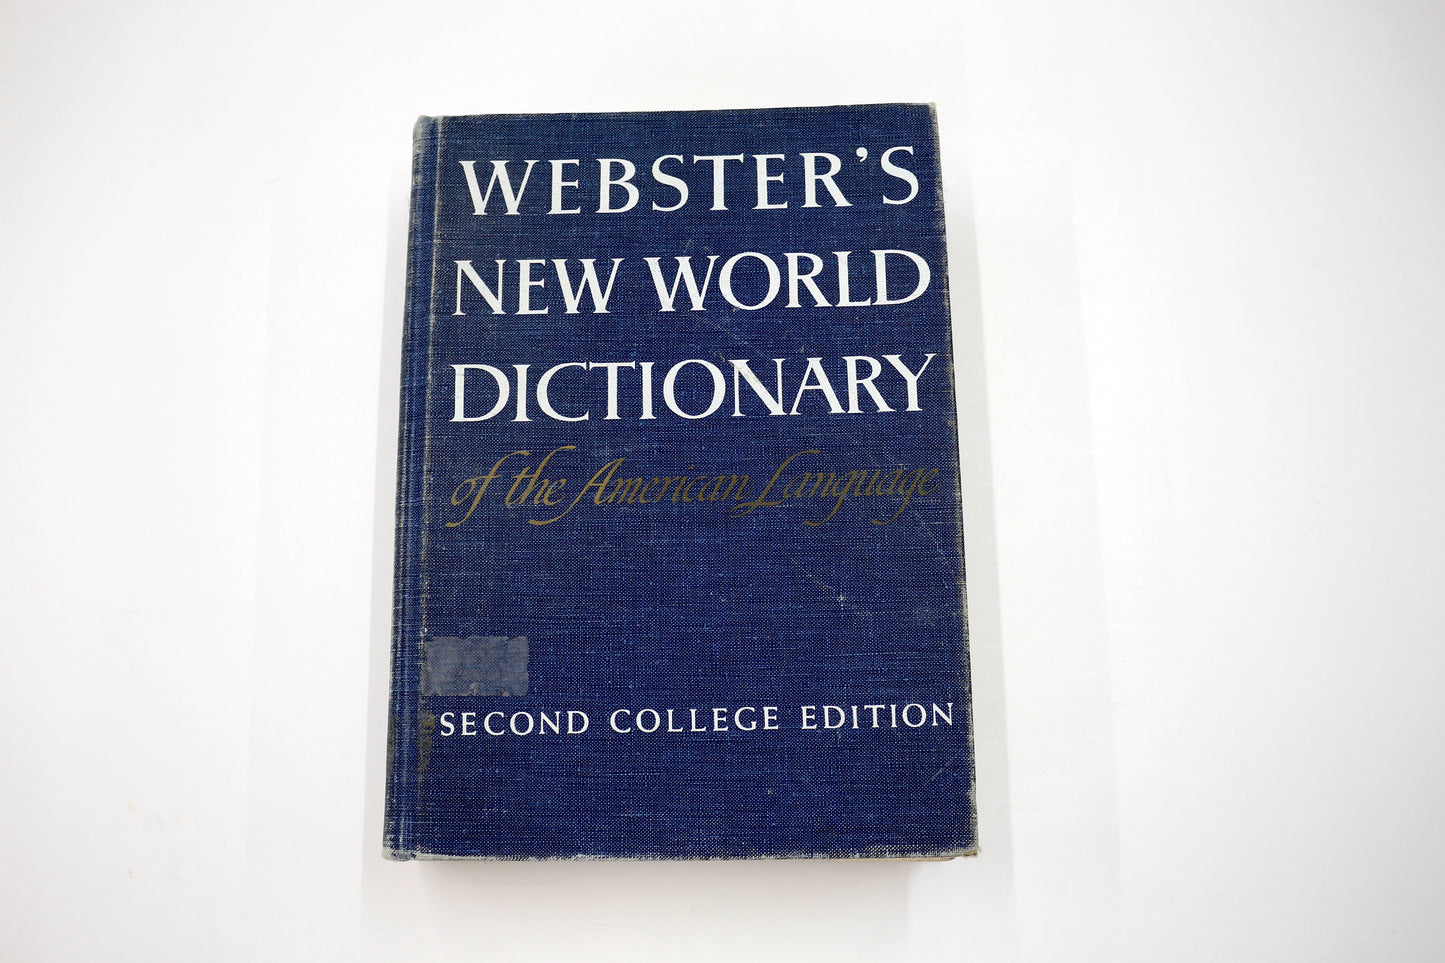 WEBSTER'S
NEW WORLD
DICTIONARY
of the American Language
SECOND COLLEGE EDITION